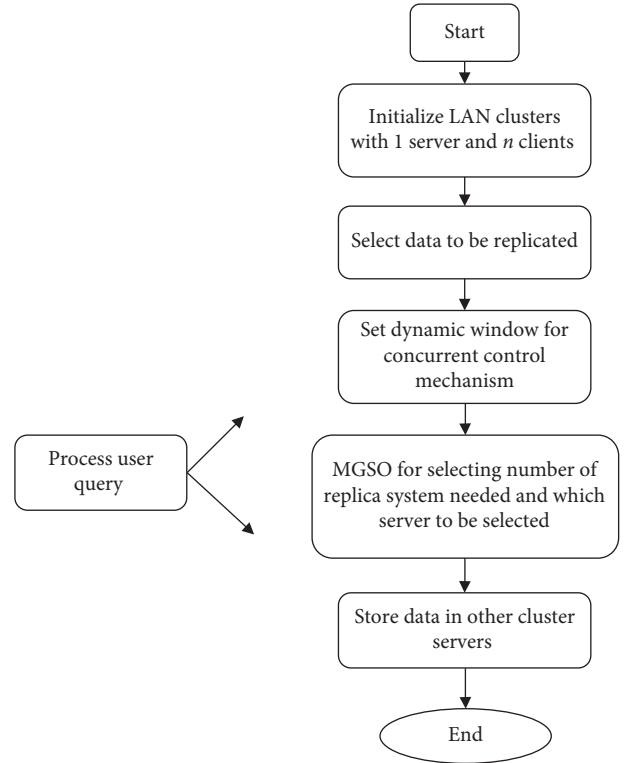 Start
Initialize LAN clusters
with 1 server and n clients
Select data to be replicated
Set dynamic window for
concurrent control
mechanism
Process user
query
MGSO for selecting number of
replica system needed and which
server to be selected
Store data in other cluster
servers
End